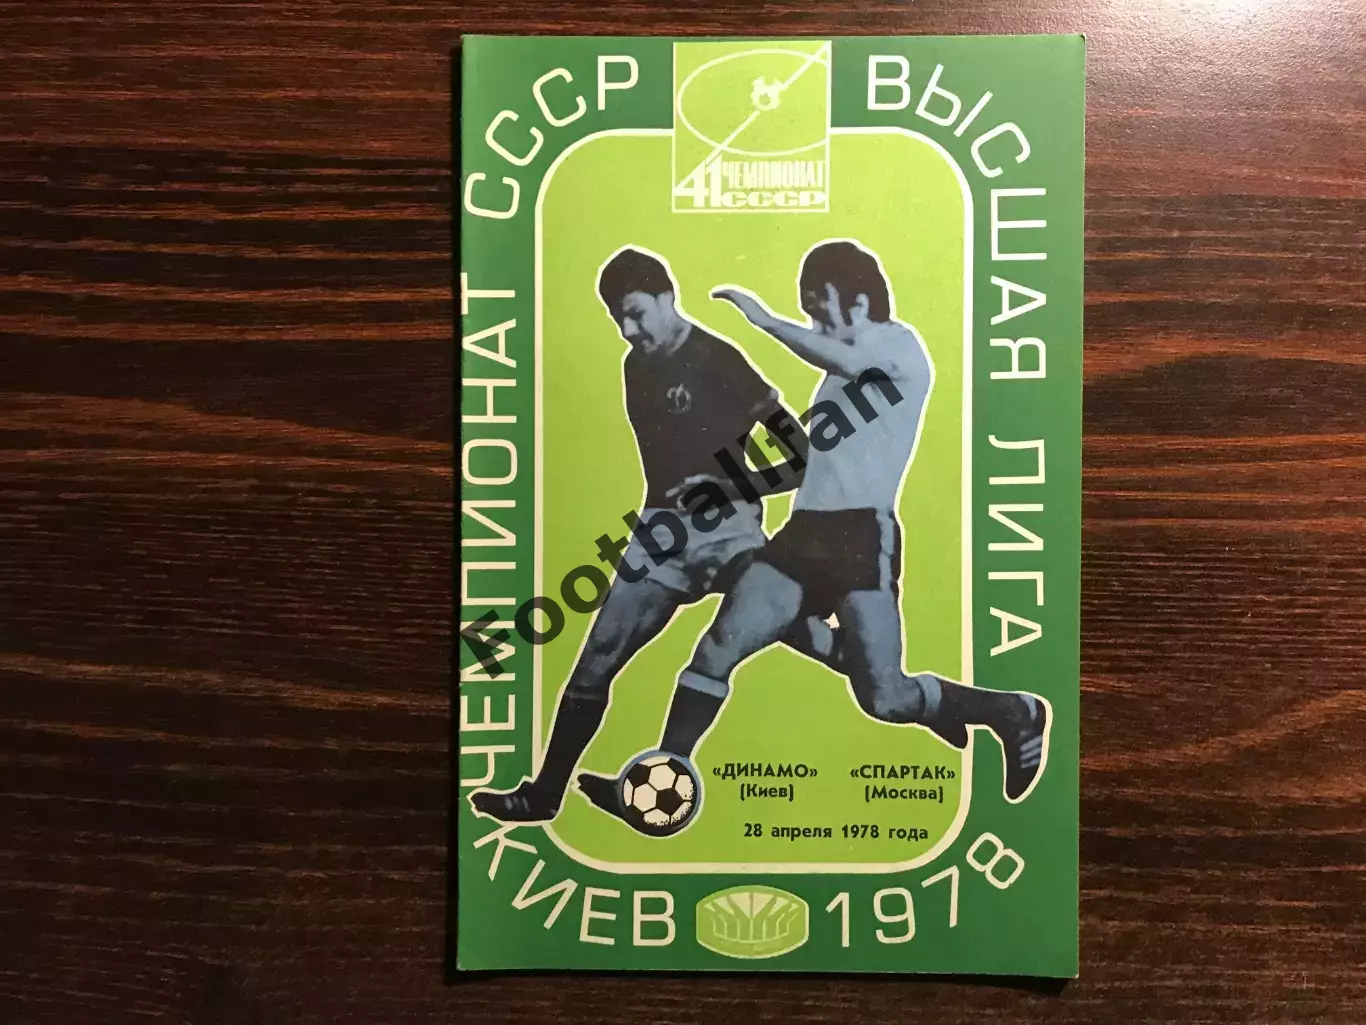 ЧЕМПИОНАТ СССР
ВЫСШАЯ ЛИГА
41 ЧЕМПИОНАТ
СССР
Footballfan
«ДИНАМО» «СПАРТАК»
(Киев) (Москва)
28 апреля 1978 года
КИЕВ 1978